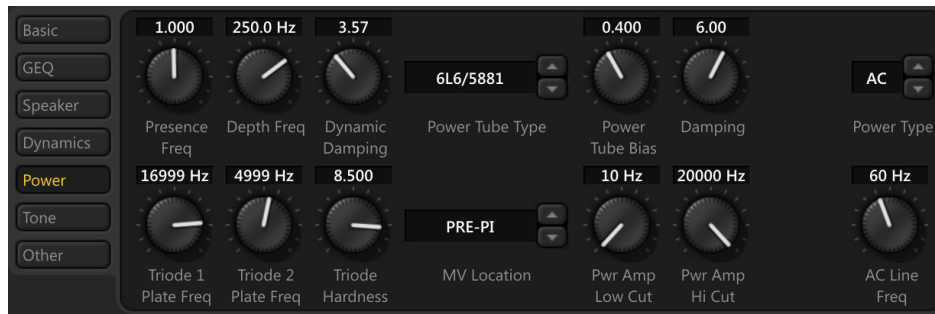 Basic
GEQ
Speaker
Dynamics
Power
Tone
Other
1.000 250.0 Hz 3.57 0.400 6.00
6L6/5881 AC
Presence Freq
Depth Freq
Dynamic Damping
Power Tube Type
Power Tube Bias
Damping
Power Type
16999 Hz 4999 Hz 8.500 10 Hz 20000 Hz 60 Hz
PRE-PI
Triode 1 Plate Freq
Triode 2 Plate Freq
Triode Hardness
MV Location
Pwr Amp Low Cut
Pwr Amp Hi Cut
AC Line Freq